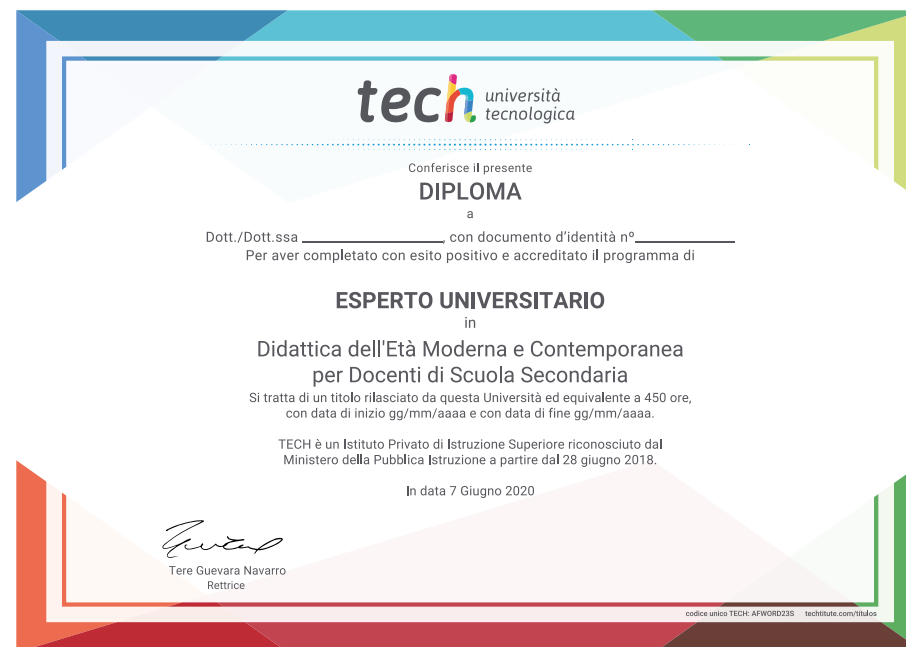 tech università
tecnologica
Conferisce il presente
DIPLOMA
a
Dott./Dott.ssa ________________, con documento d'identità nº____________
Per aver completato con esito positivo e accreditato il programma di
ESPERTO UNIVERSITARIO
in
Didattica dell'Età Moderna e Contemporanea
per Docenti di Scuola Secondaria
Si tratta di un titolo rilasciato da questa Università ed equivalente a 450 ore,
con data di inizio gg/mm/aaaa e con data di fine gg/mm/aaaa.
TECH è un Istituto Privato di Istruzione Superiore riconosciuto dal
Ministero della Pubblica Istruzione a partire dal 28 giugno 2018.
In data 7 Giugno 2020
Tere Guevara Navarro
Rettrice
codice unico TECH: AFWORD23S techtitute.com/titulos